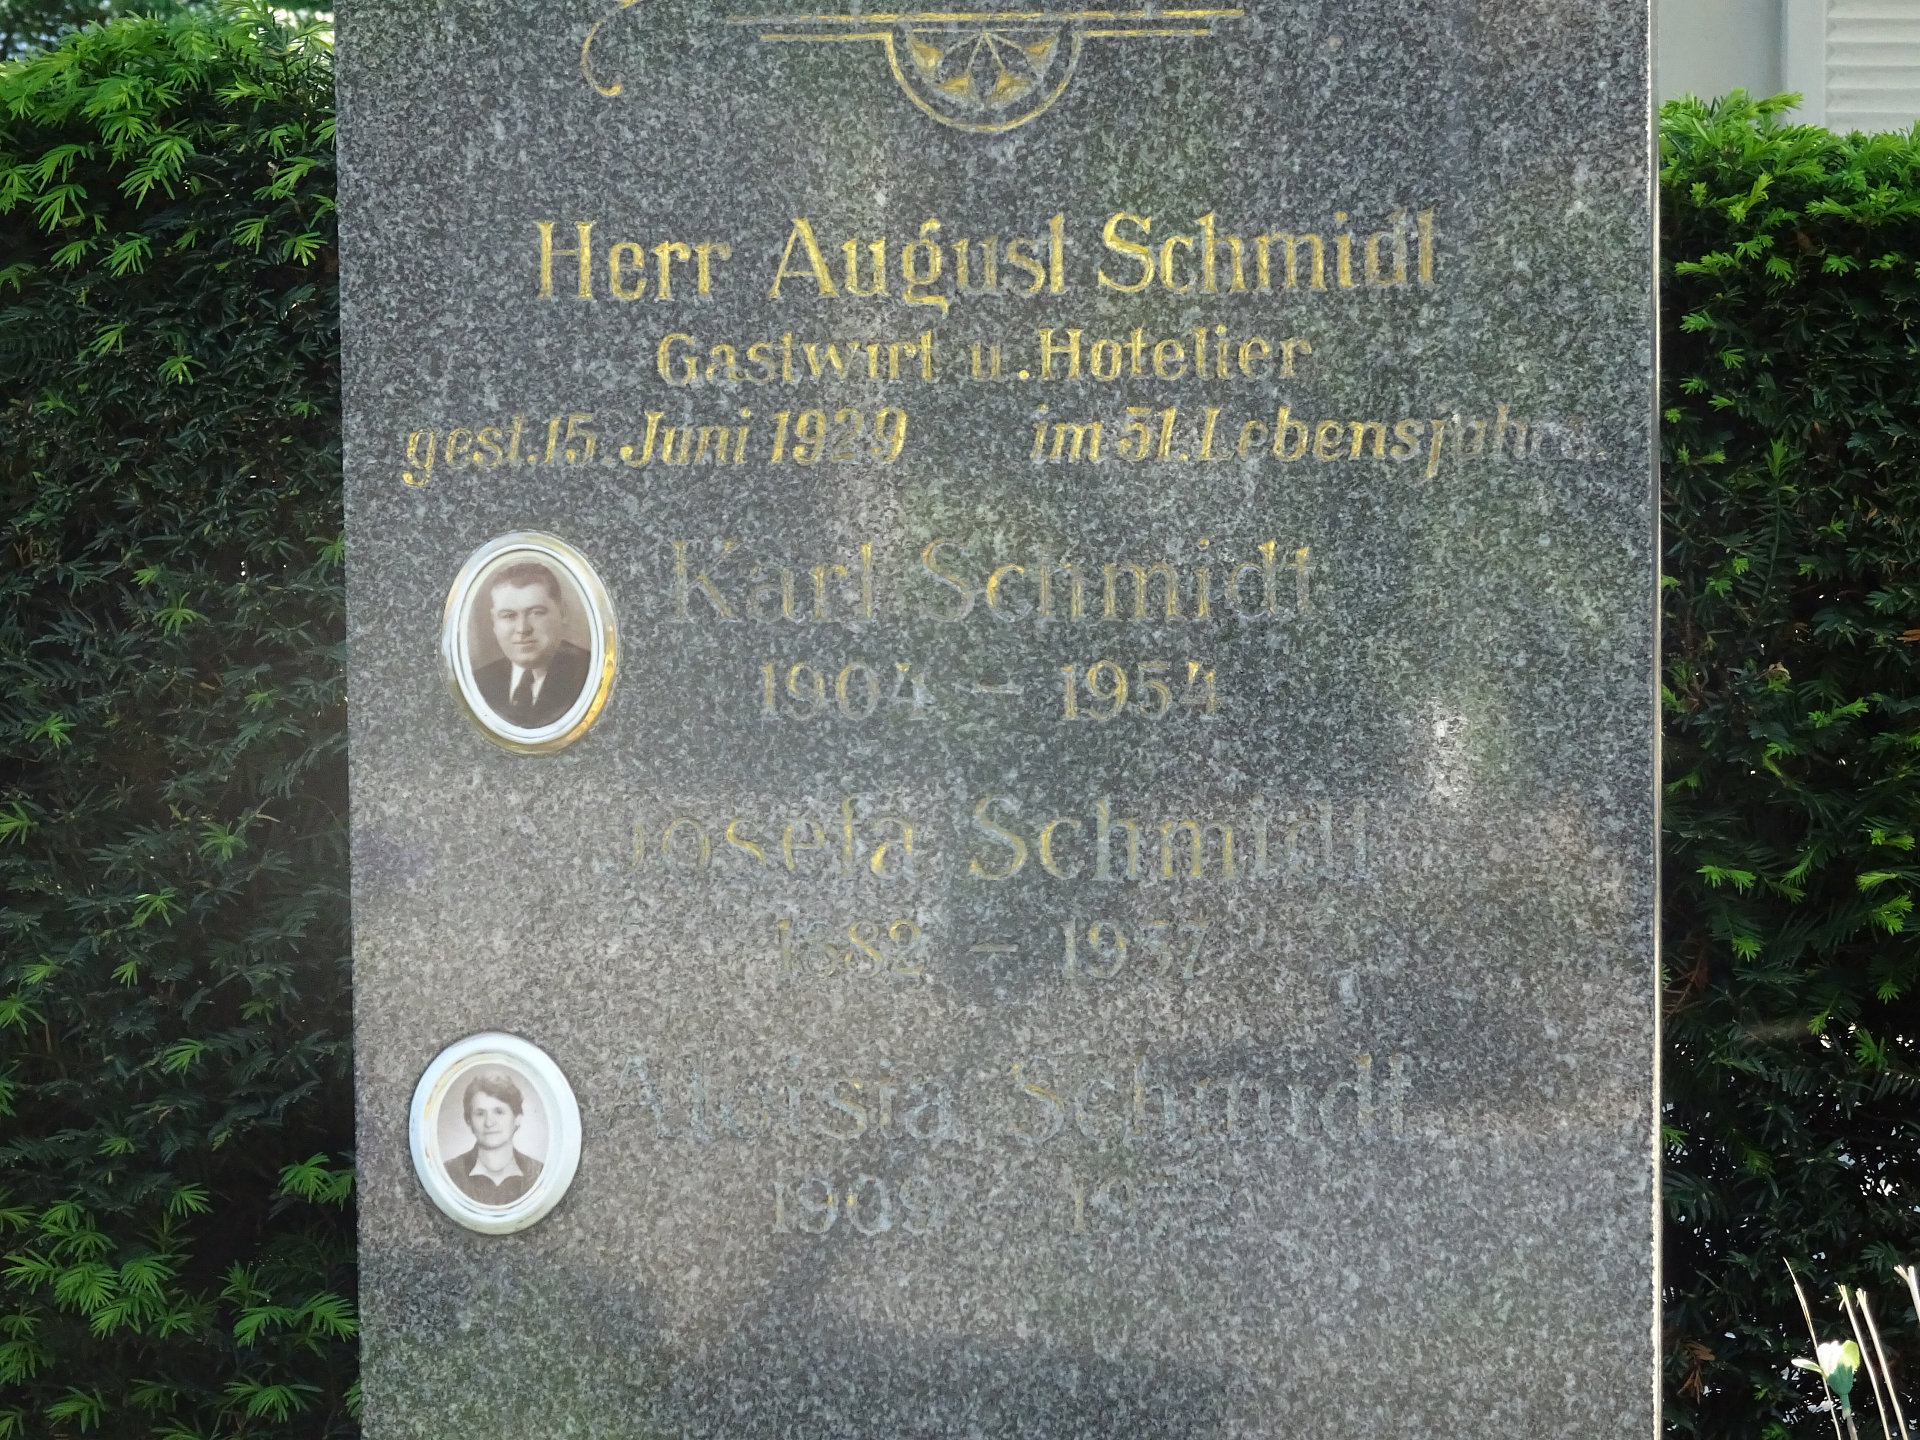 Herr August Schmidt
Gastwirt u. Hotelier
gest. 15. Juni 1929 im 51. Lebensjahre.
Karl Schmidt
1904 – 1954
Josefa Schmidt
1882 – 1957
Aloisia Schmidt
1909 –